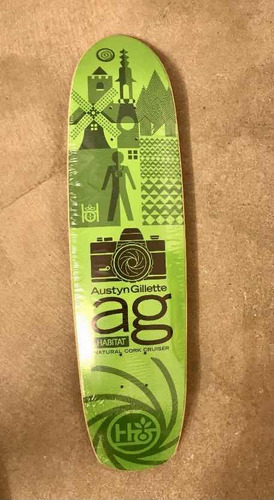 Austyn Gillette
ag
HABITAT
NATURAL CORK CRUISER